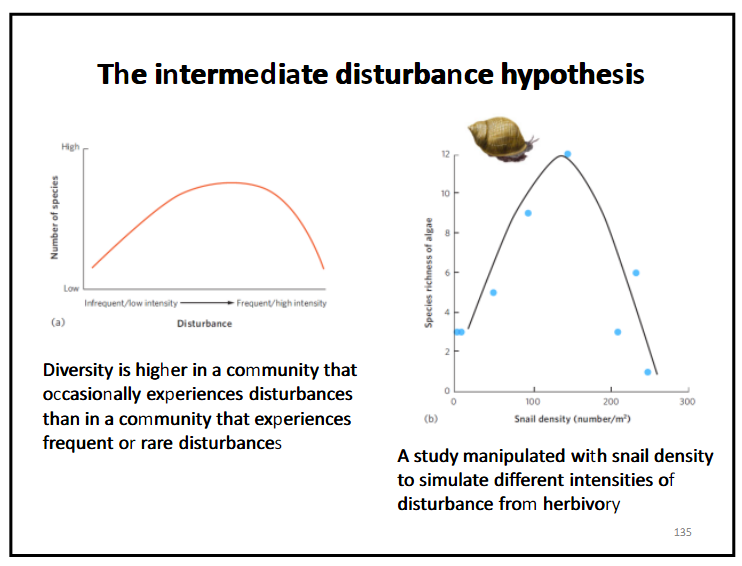 The intermediate disturbance hypothesis
High
Number of species
Low
Infrequent/low intensity
Frequent/high intensity
(a)
Disturbance
Diversity is higher in a community that
occasionally experiences disturbances
than in a community that experiences
frequent or rare disturbances
12
10
8
6
4
2
0
Species richness of algae
0
100
200
300
(b)
Snail density (number/m²)
A study manipulated with snail density
to simulate different intensities of
disturbance from herbivory
135